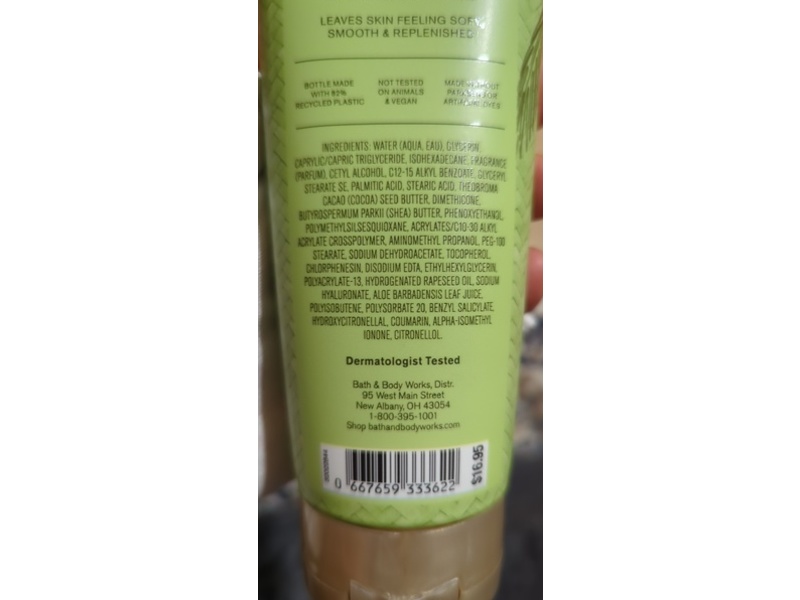 LEAVES SKIN FEELING SOFT,
SMOOTH & REPLENISHED
BOTTLE MADE
WITH 82%
RECYCLED PLASTIC
NOT TESTED
ON ANIMALS
& VEGAN
MADE WITHOUT
PARABENS OR
ARTIFICIAL DYES
INGREDIENTS: WATER (AQUA, EAU), GLYCERIN,
CAPRYLIC/CAPRIC TRIGLYCERIDE, ISOHEXADECANE, FRAGRANCE
(PARFUM), CETYL ALCOHOL, C12-15 ALKYL BENZOATE, GLYCERYL
STEARATE SE, PALMITIC ACID, STEARIC ACID, THEOBROMA
CACAO (COCOA) SEED BUTTER, DIMETHICONE,
BUTYROSPERMUM PARKII (SHEA) BUTTER, PHENOXYETHANOL,
POLYMETHYLSILSESQUIOXANE, ACRYLATES/C10-30 ALKYL
ACRYLATE CROSSPOLYMER, AMINOMETHYL PROPANOL, PEG-100
STEARATE, SODIUM DEHYDROACETATE, TOCOPHEROL,
CHLORPHENESIN, DISODIUM EDTA, ETHYLHEXYLGLYCERIN,
POLYACRYLATE-13, HYDROGENATED RAPESEED OIL, SODIUM
HYALURONATE, ALOE BARBADENSIS LEAF JUICE,
POLYISOBUTENE, POLYSORBATE 20, BENZYL SALICYLATE,
HYDROXYCITRONELLAL, COUMARIN, ALPHA-ISOMETHYL
IONONE, CITRONELLOL.
Dermatologist Tested
Bath & Body Works, Distr.
95 West Main Street
New Albany, OH 43054
1-800-395-1001
Shop bathandbodyworks.com
$16.95
0 667659 333622